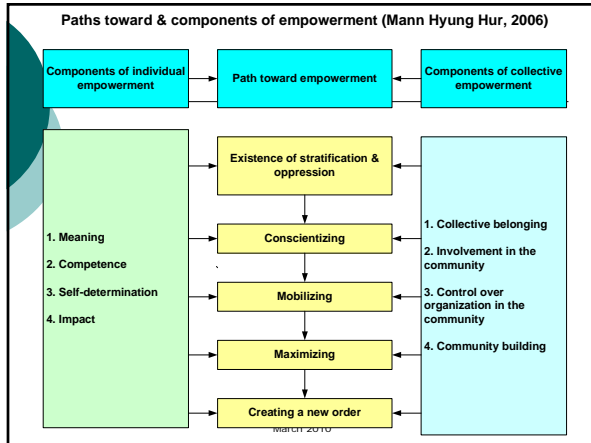 Paths toward & components of empowerment (Mann Hyung Hur, 2006)
Components of individual
empowerment
Path toward empowerment
Components of collective
empowerment
Existence of stratification &
oppression
Conscientizing
Mobilizing
Maximizing
Creating a new order
1. Meaning
2. Competence
3. Self-determination
4. Impact
1. Collective belonging
2. Involvement in the
community
3. Control over
organization in the
community
4. Community building
March 2010